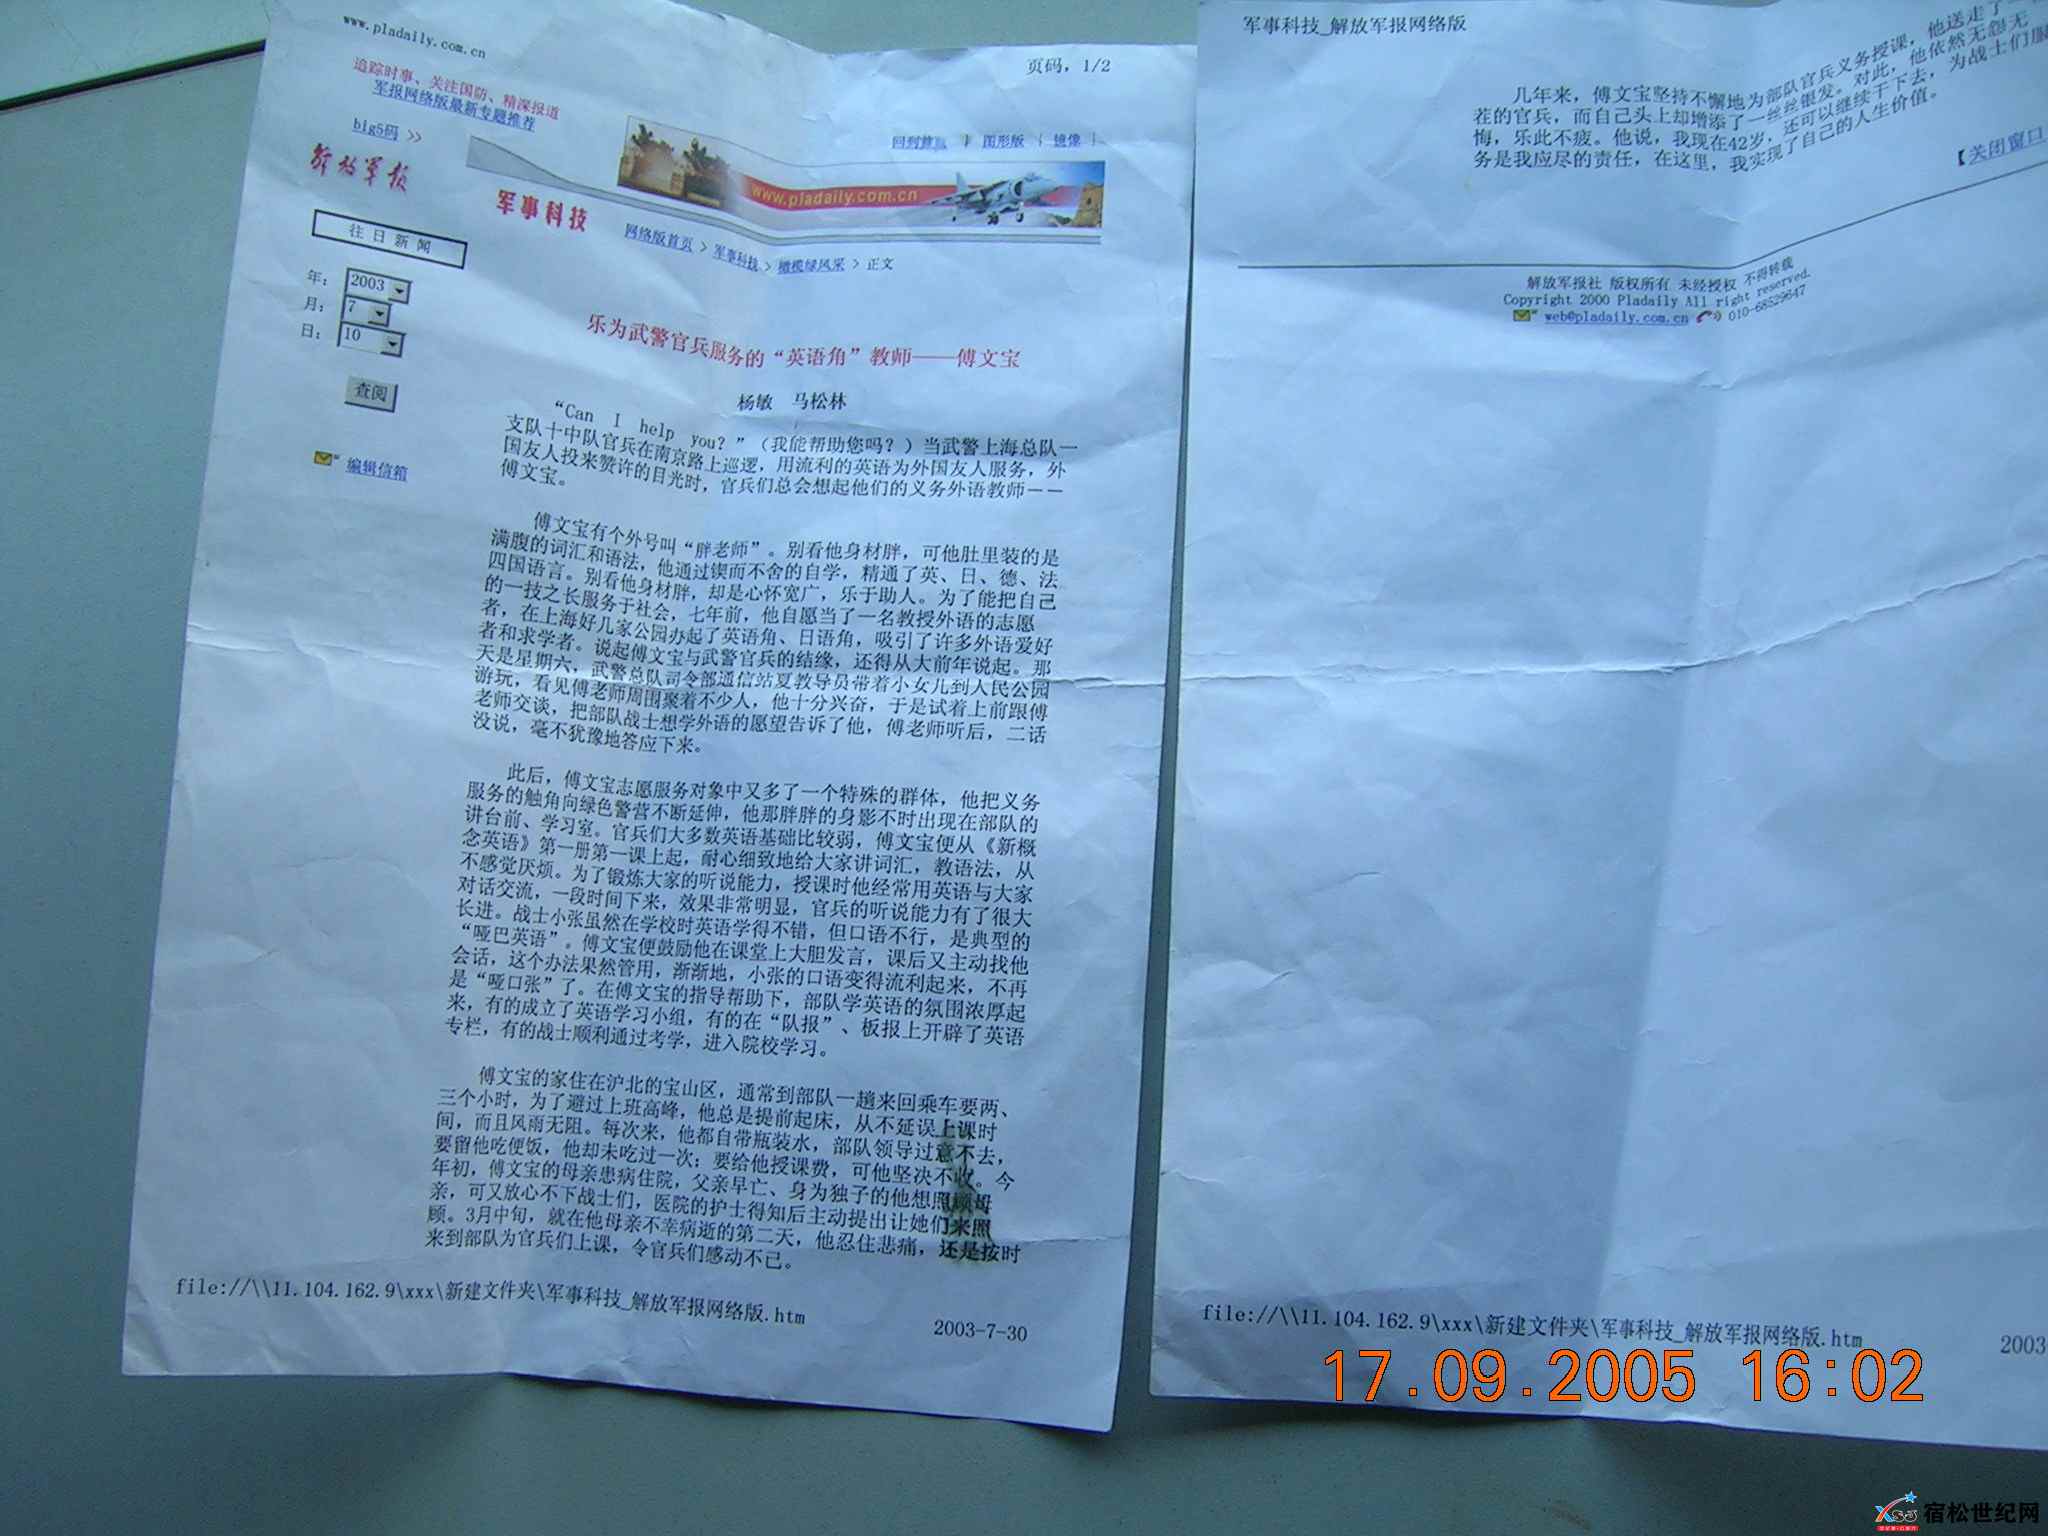 www.pladaily.com.cn
页码，1/2
追踪时事、关注国防、精深报道
军报网络版最新专题推荐
big5码 >>
回到首页 | 图形版 | 镜像 |
解放军报
www.pladaily.com.cn
军事科技
网络版首页 > 军事科技 > 橄榄绿风采 > 正文
往日新闻
年： 2003
月： 7
日： 10
查阅
编辑信箱
乐为武警官兵服务的“英语角”教师——傅文宝
杨敏 马松林
“Can I help you？”（我能帮助您吗？）当武警上海总队一
支队十中队官兵在南京路上巡逻，用流利的英语为外国友人服务，外
国友人投来赞许的目光时，官兵们总会想起他们的义务外语教师－－
傅文宝。
傅文宝有个外号叫“胖老师”。别看他身材胖，可他肚里装的是
满腹的词汇和语法，他通过锲而不舍的自学，精通了英、日、德、法
四国语言。别看他身材胖，却是心怀宽广，乐于助人。为了能把自己
的一技之长服务于社会，七年前，他自愿当了一名教授外语的志愿
者，在上海好几家公园办起了英语角、日语角，吸引了许多外语爱好
者和求学者。说起傅文宝与武警官兵的结缘，还得从大前年说起。那
天是星期六，武警总队司令部通信站夏教导员带着小女儿到人民公园
游玩，看见傅老师周围聚着不少人，他十分兴奋，于是试着上前跟傅
老师交谈，把部队战士想学外语的愿望告诉了他，傅老师听后，二话
没说，毫不犹豫地答应下来。
此后，傅文宝志愿服务对象中又多了一个特殊的群体，他把义务
服务的触角向绿色警营不断延伸，他那胖胖的身影不时出现在部队的
讲台前、学习室。官兵们大多数英语基础比较弱，傅文宝便从《新概
念英语》第一册第一课上起，耐心细致地给大家讲词汇，教语法，从
不感觉厌烦。为了锻炼大家的听说能力，授课时他经常用英语与大家
对话交流，一段时间下来，效果非常明显，官兵的听说能力有了很大
长进。战士小张虽然在学校时英语学得不错，但口语不行，是典型的
“哑巴英语”。傅文宝便鼓励他在课堂上大胆发言，课后又主动找他
会话，这个办法果然管用，渐渐地，小张的口语变得流利起来，不再
是“哑口张”了。在傅文宝的指导帮助下，部队学英语的氛围浓厚起
来，有的成立了英语学习小组，有的在“队报”、板报上开辟了英语
专栏，有的战士顺利通过考学，进入院校学习。
傅文宝的家住在沪北的宝山区，通常到部队一趟来回乘车要两、
三个小时，为了避过上班高峰，他总是提前起床，从不延误上课时
间，而且风雨无阻。每次来，他都自带瓶装水，部队领导过意不去，
要留他吃便饭，他却未吃过一次；要给他授课费，可他坚决不收。今
年初，傅文宝的母亲患病住院，父亲早亡、身为独子的他想照顾母
亲，可又放心不下战士们，医院的护士得知后主动提出让她们来照
顾。3月中旬，就在他母亲不幸病逝的第二天，他忍住悲痛，还是按时
来到部队为官兵们上课，令官兵们感动不已。
file://\\11.104.162.9\xxx\新建文件夹\军事科技_解放军报网络版.htm
2003-7-30
军事科技_解放军报网络版
几年来，傅文宝坚持不懈地为部队官兵义务授课，他送走了一
茬的官兵，而自己头上却增添了一丝丝银发。对此，他依然无怨无
悔，乐此不疲。他说，我现在42岁，还可以继续干下去，为战士们服
务是我应尽的责任，在这里，我实现了自己的人生价值。
【关闭窗口
解放军报社 版权所有 未经授权 不得转载
Copyright 2000 Pladaily All right reserved.
web@pladaily.com.cn 010-68529647
file://\\11.104.162.9\xxx\新建文件夹\军事科技_解放军报网络版.htm
2003
17.09.2005 16:02
宿松世纪网